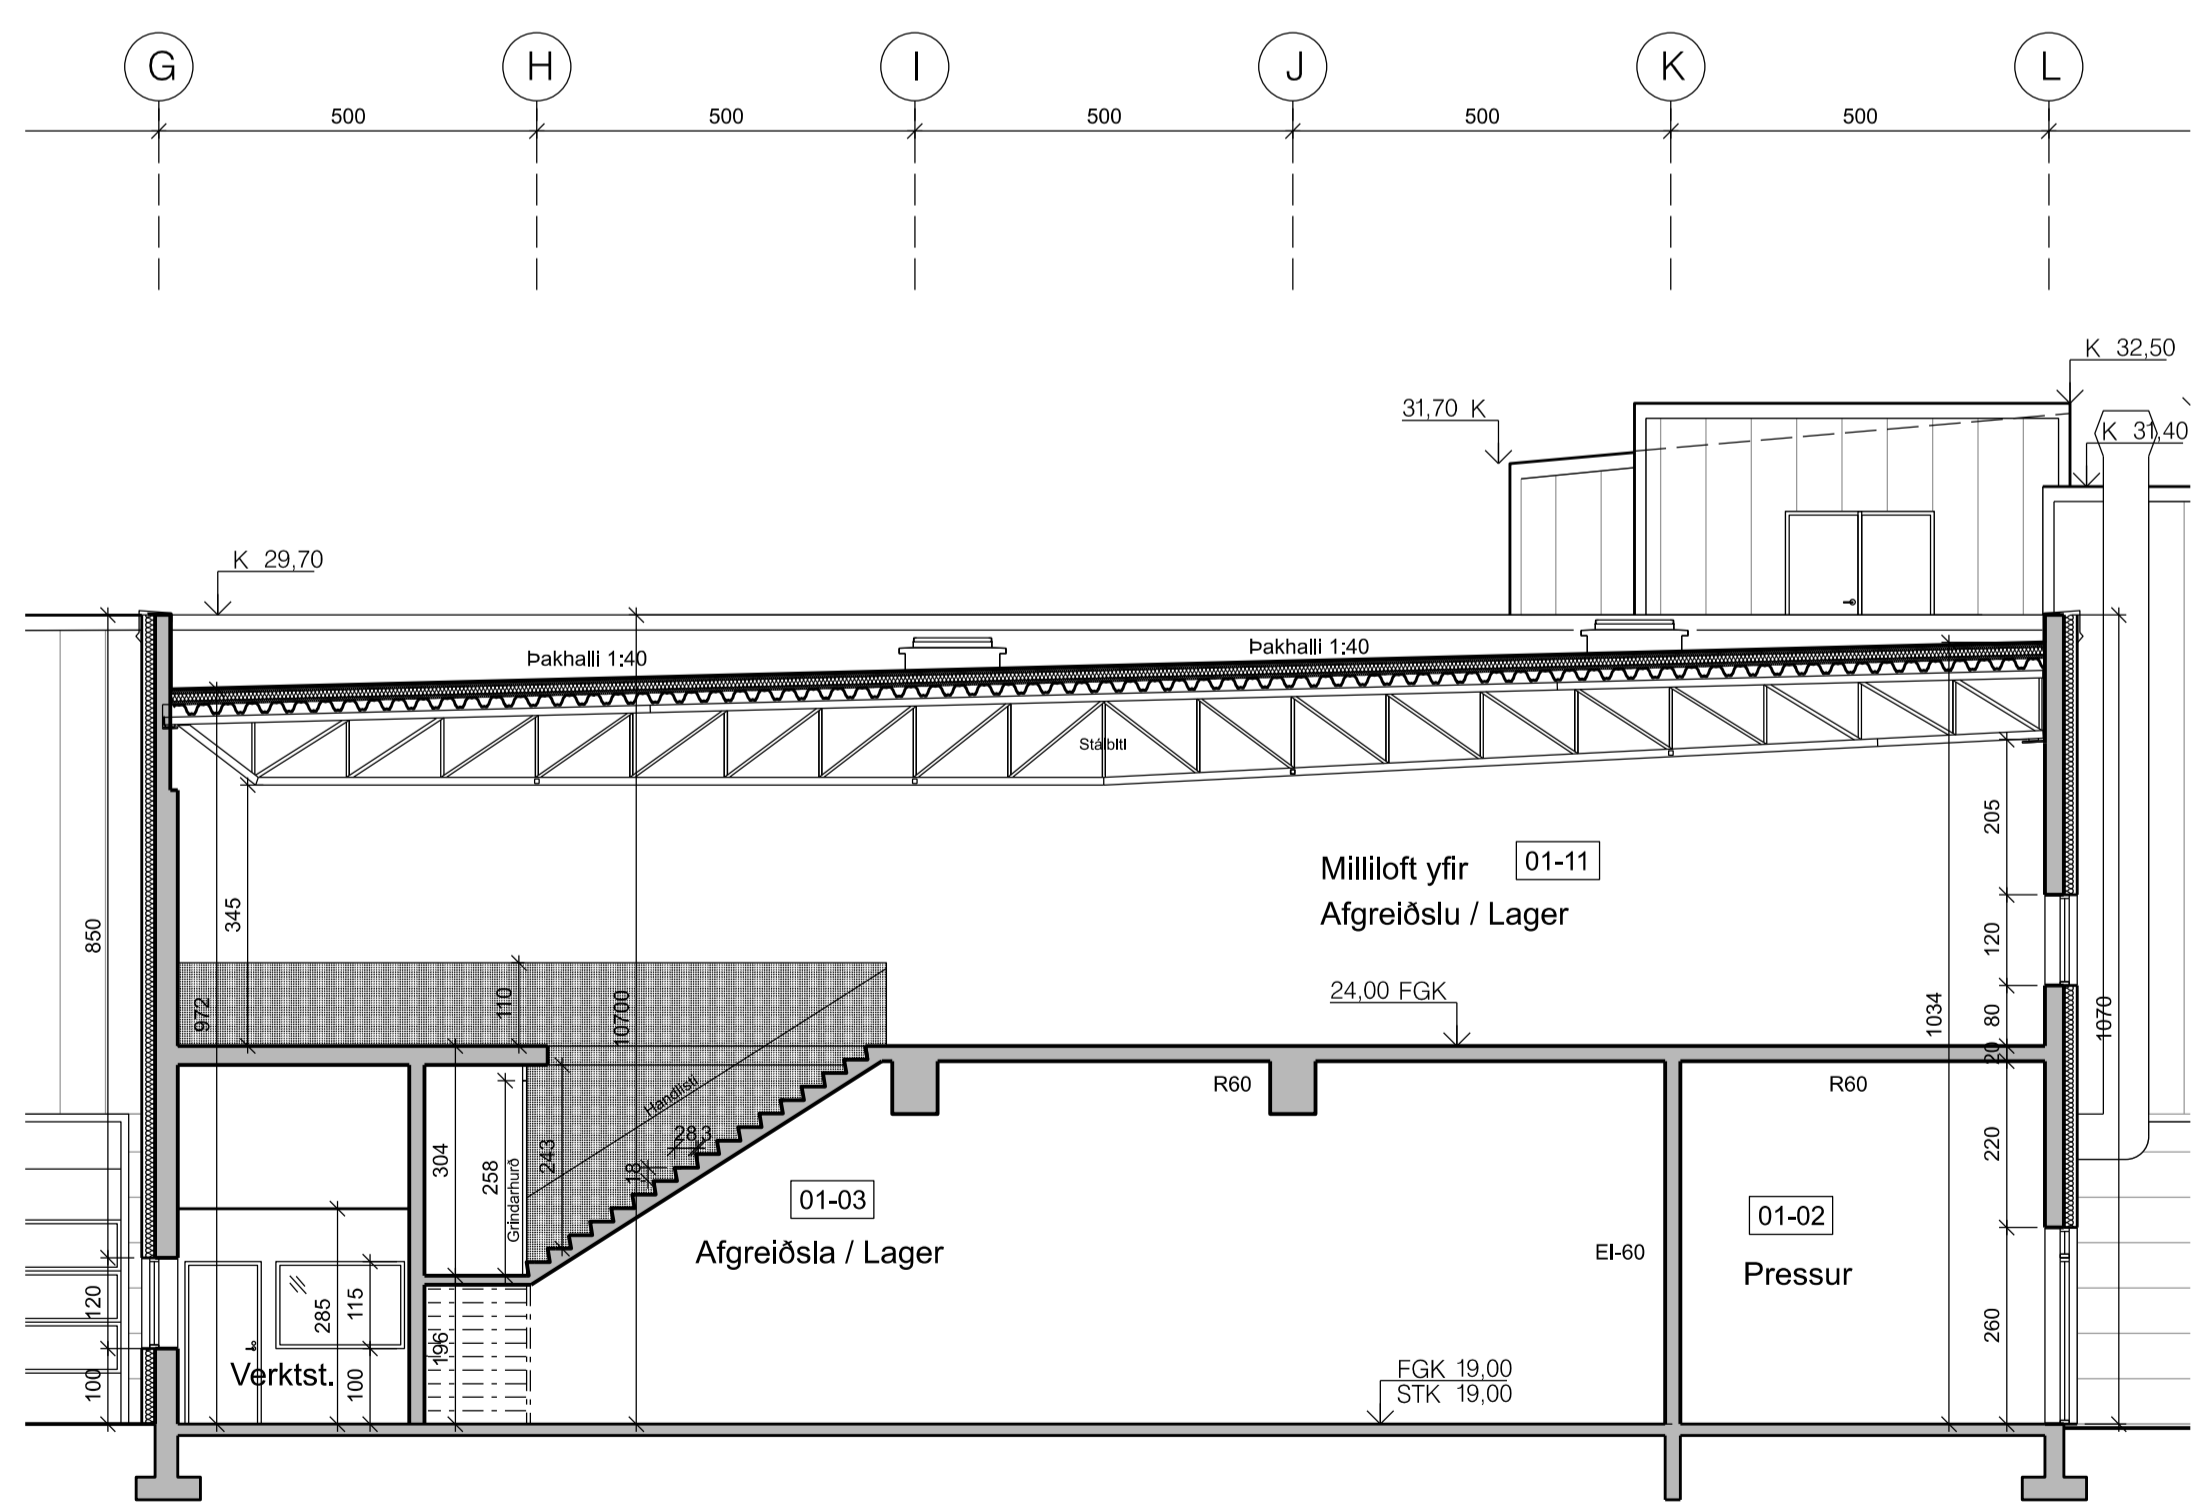 G H I J K L
500 500 500 500 500
K 32,50
31,70 K
K 31,40
K 29,70
Þakhalli 1:40
Þakhalli 1:40
Stálbiti
205
Milliloft yfir 01-11
Afgreiðslu / Lager
850
345
120
24,00 FGK
972
110
10700
1034
80
1070
20
R60
R60
Handlisti
28,3
304
258
243
220
Grindarhurð
18
01-03
01-02
Afgreiðsla / Lager
EI-60
Pressur
120
285
115
196
260
Verktst.
100
100
FGK 19,00
STK 19,00